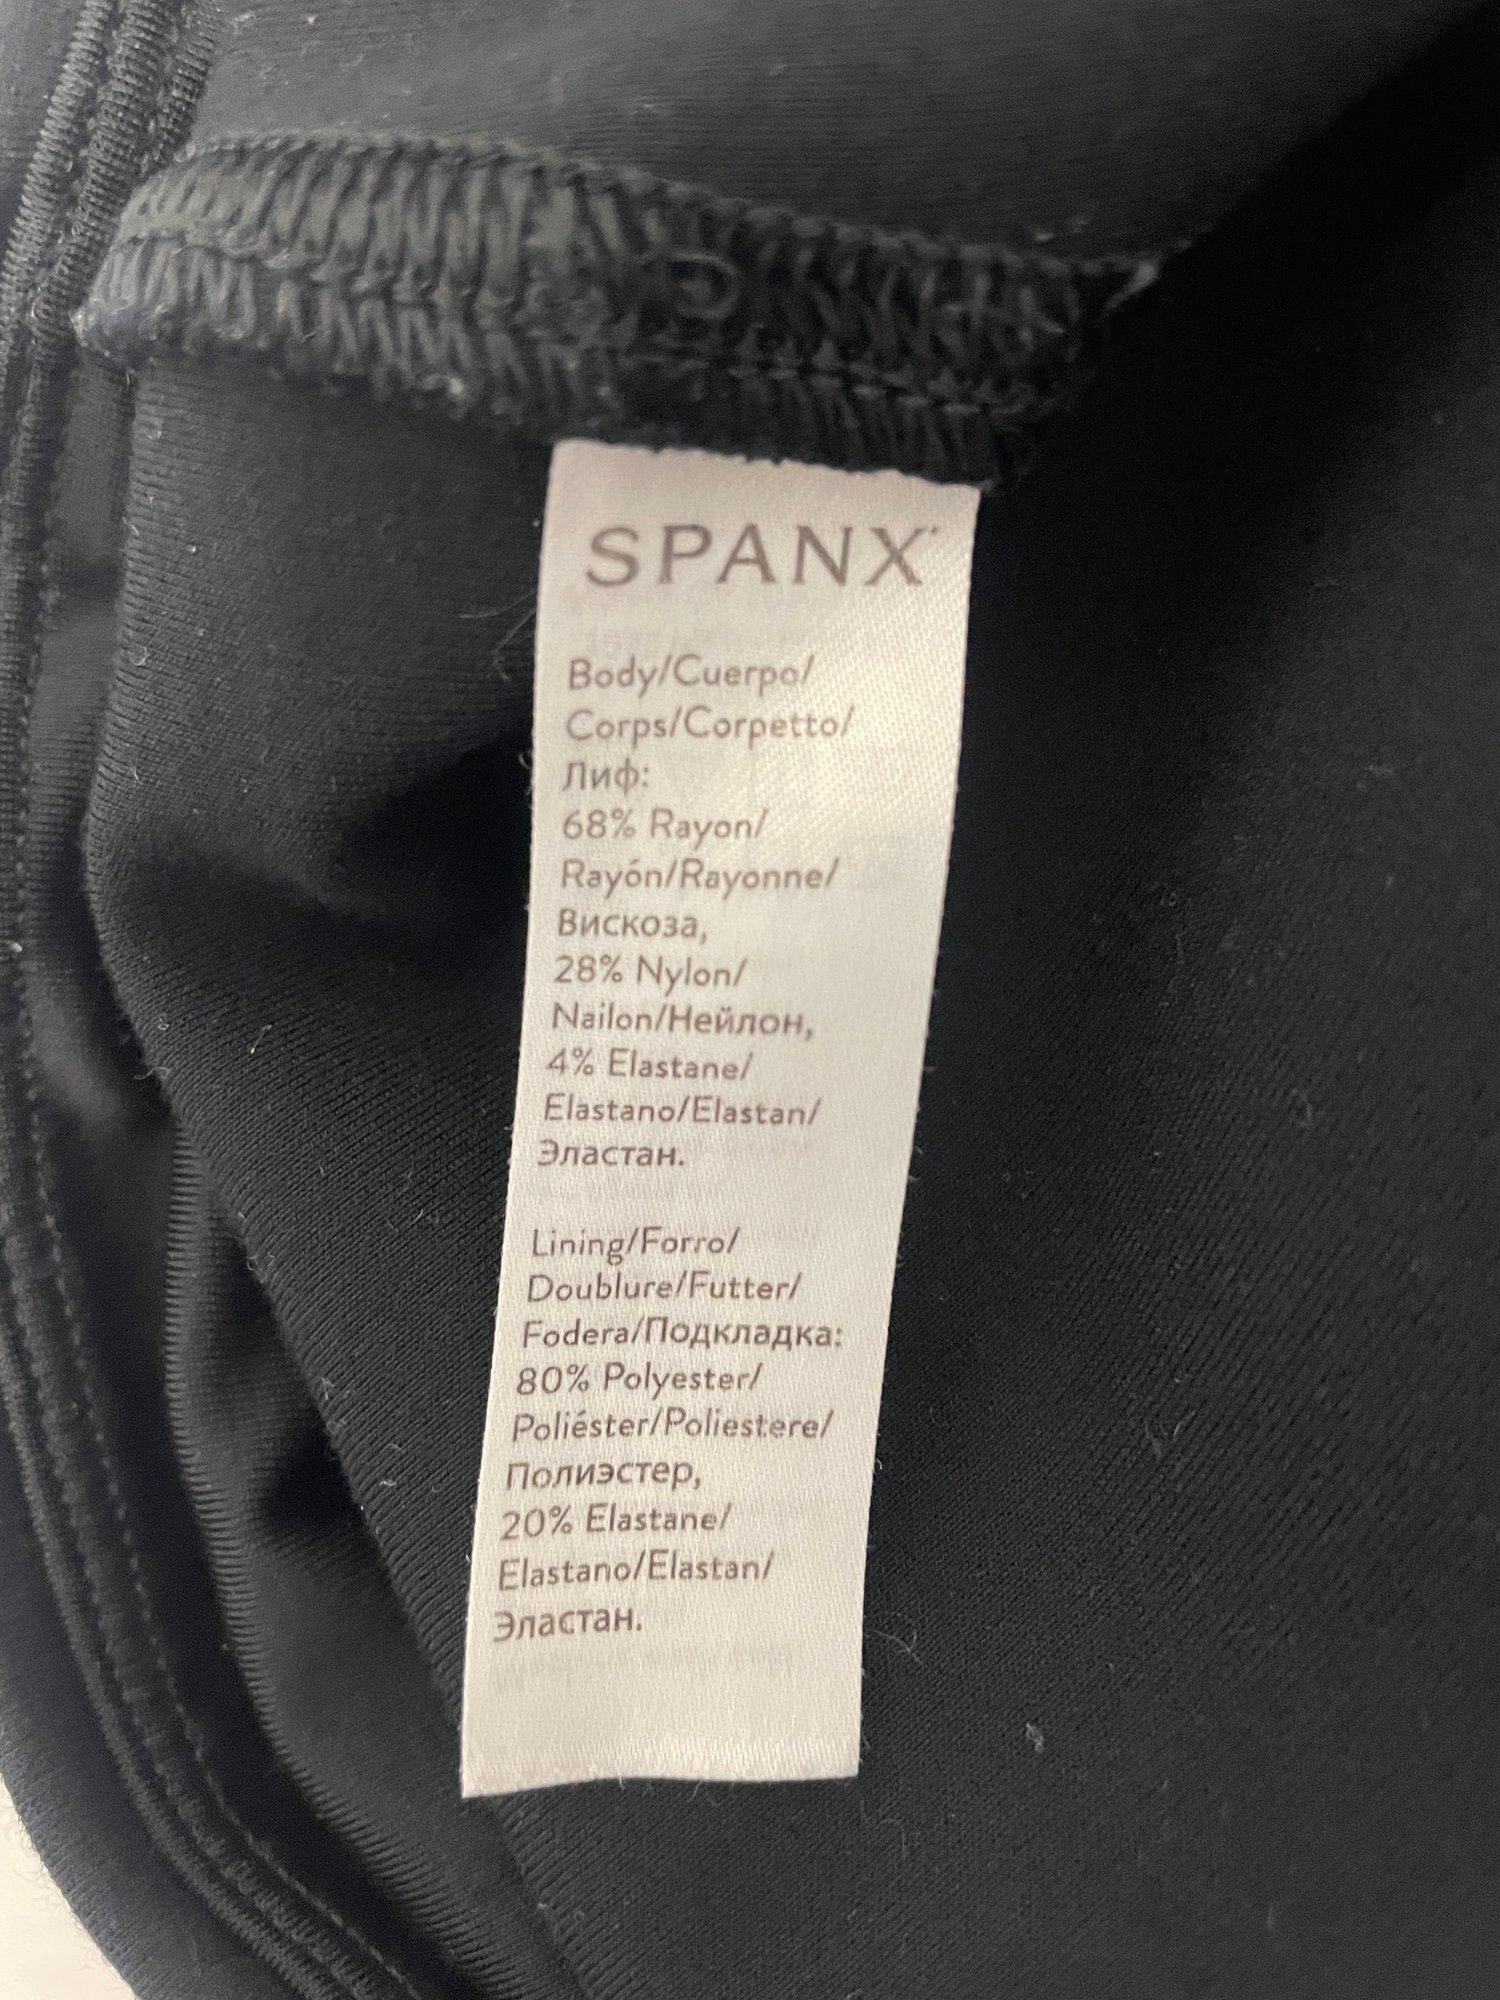 SPANX
Body/Cuerpo/
Corps/Corpetto/
Лиф:
68% Rayon/
Rayón/Rayonne/
Вискоза,
28% Nylon/
Nailon/Нейлон,
4% Elastane/
Elastano/Elastan/
Эластан.
Lining/Forro/
Doublure/Futter/
Fodera/Подкладка:
80% Polyester/
Poliéster/Poliestere/
Полиэстер,
20% Elastane/
Elastano/Elastan/
Эластан.